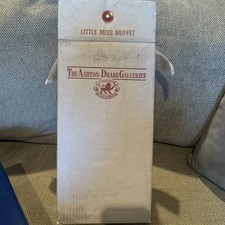 LITTLE MISS MUFFET
THE ASHTON-DRAKE GALLERIES